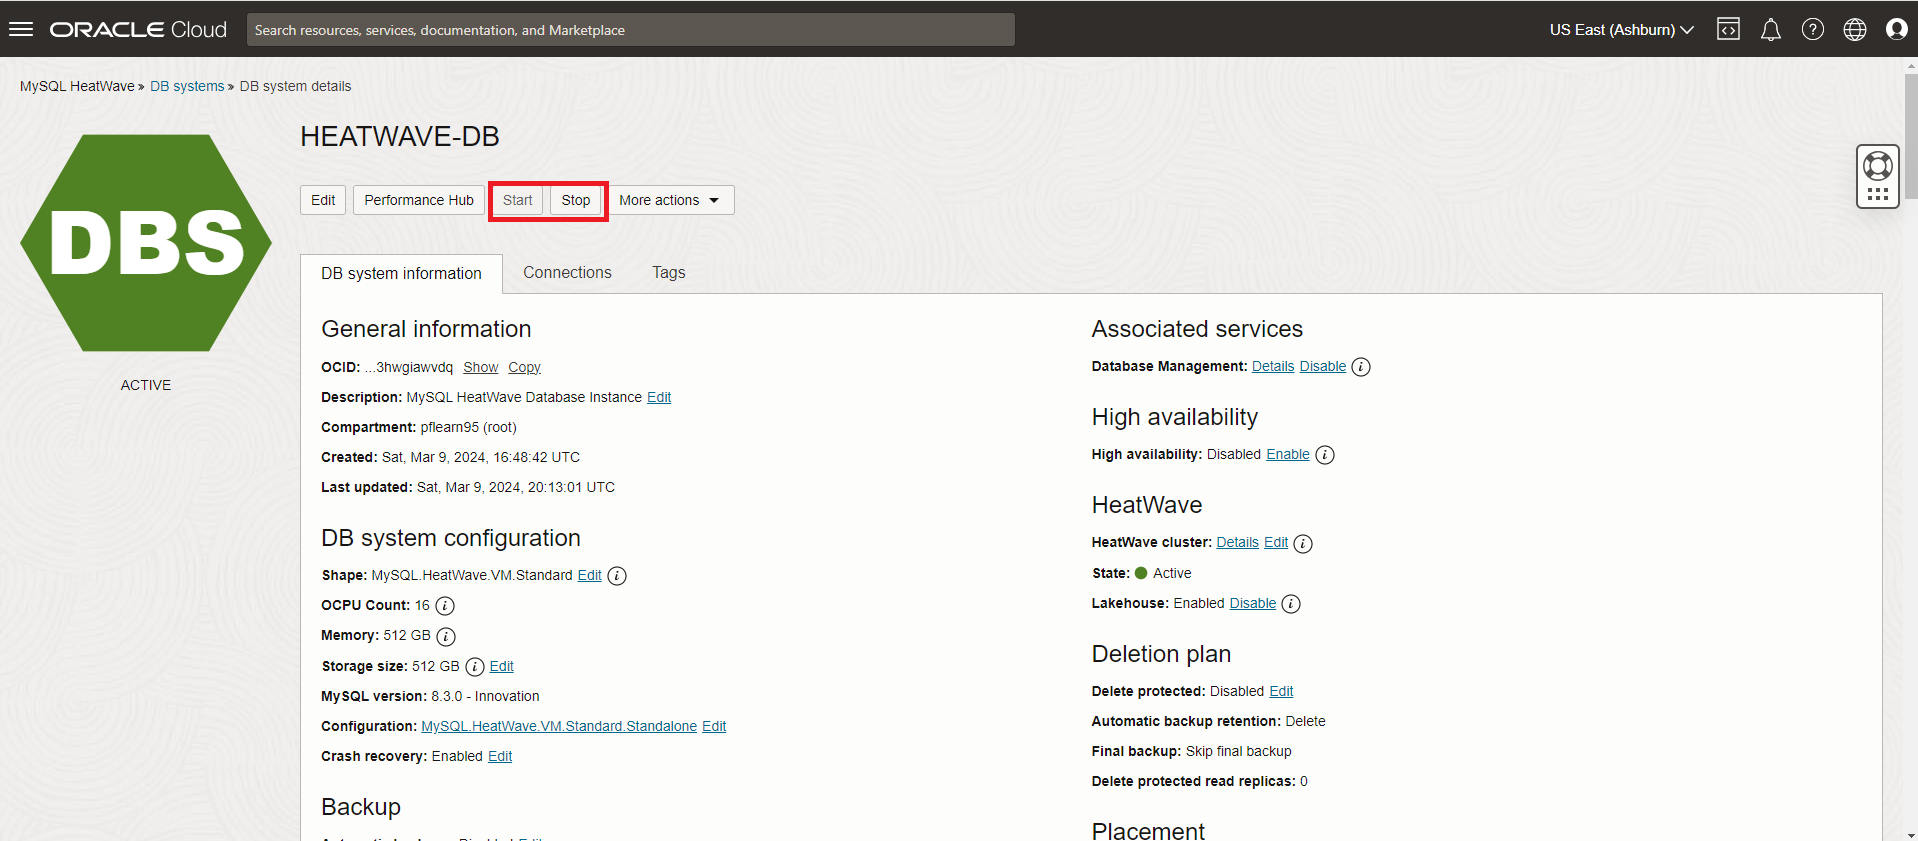 ORACLE Cloud
Search resources, services, documentation, and Marketplace
US East (Ashburn)
MySQL HeatWave » DB systems » DB system details
HEATWAVE-DB
DBS
ACTIVE
Edit
Performance Hub
Start
Stop
More actions
DB system information
Connections
Tags
General information
OCID: ...3hwgiawvdq Show Copy
Description: MySQL HeatWave Database Instance Edit
Compartment: pflearn95 (root)
Created: Sat, Mar 9, 2024, 16:48:42 UTC
Last updated: Sat, Mar 9, 2024, 20:13:01 UTC
DB system configuration
Shape: MySQL.HeatWave.VM.Standard Edit
OCPU Count: 16
Memory: 512 GB
Storage size: 512 GB Edit
MySQL version: 8.3.0 - Innovation
Configuration: MySQL.HeatWave.VM.Standard.Standalone Edit
Crash recovery: Enabled Edit
Backup
Associated services
Database Management: Details Disable
High availability
High availability: Disabled Enable
HeatWave
HeatWave cluster: Details Edit
State: Active
Lakehouse: Enabled Disable
Deletion plan
Delete protected: Disabled Edit
Automatic backup retention: Delete
Final backup: Skip final backup
Delete protected read replicas: 0
Placement